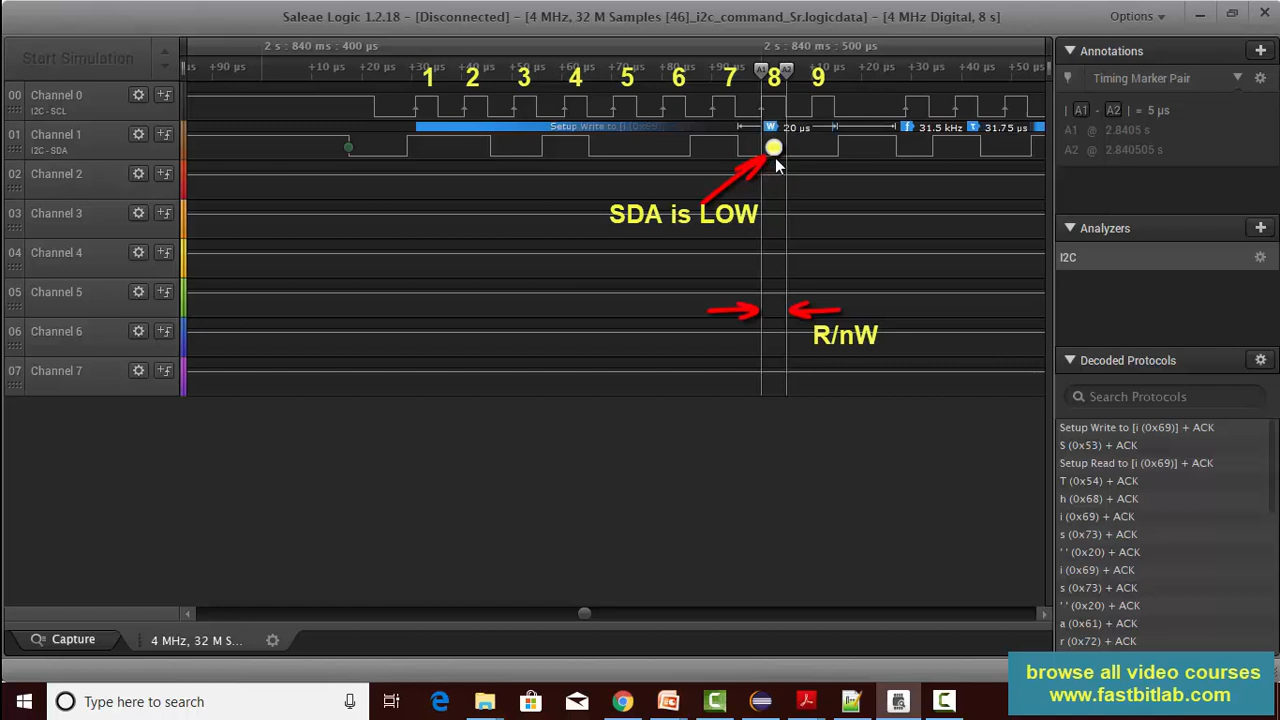 Saleae Logic 1.2.18 - [Disconnected] - [4 MHz, 32 M Samples [46]_i2c_command_Sr.logicdata] - [4 MHz Digital, 8 s]
Options
Start Simulation
2 s : 840 ms : 400 µs
2 s : 840 ms : 500 µs
+90 µs
+10 µs
+20 µs
+30 µs
+40 µs
+50 µs
+60 µs
+70 µs
+80 µs
+90 µs
A1
A2
+20 µs
+30 µs
+40 µs
+50 µs
1 2 3 4 5 6 7 8 9
00 Channel 0
I2C - SCL
01 Channel 1
I2C - SDA
Setup Write to [i (0x69)
W
20 µs
f 31.5 kHz
T 31.75 µs
02 Channel 2
03 Channel 3
04 Channel 4
05 Channel 5
06 Channel 6
07 Channel 7
SDA is LOW
R/nW
Annotations
Timing Marker Pair
| A1 - A2 | = 5 µs
A1 @ 2.8405 s
A2 @ 2.840505 s
Analyzers
I2C
Decoded Protocols
Search Protocols
Setup Write to [i (0x69)] + ACK
S (0x53) + ACK
Setup Read to [i (0x69)] + ACK
T (0x54) + ACK
h (0x68) + ACK
i (0x69) + ACK
s (0x73) + ACK
' ' (0x20) + ACK
i (0x69) + ACK
s (0x73) + ACK
' ' (0x20) + ACK
a (0x61) + ACK
r (0x72) + ACK
Capture
4 MHz, 32 M S...
browse all video courses
www.fastbitlab.com
Type here to search